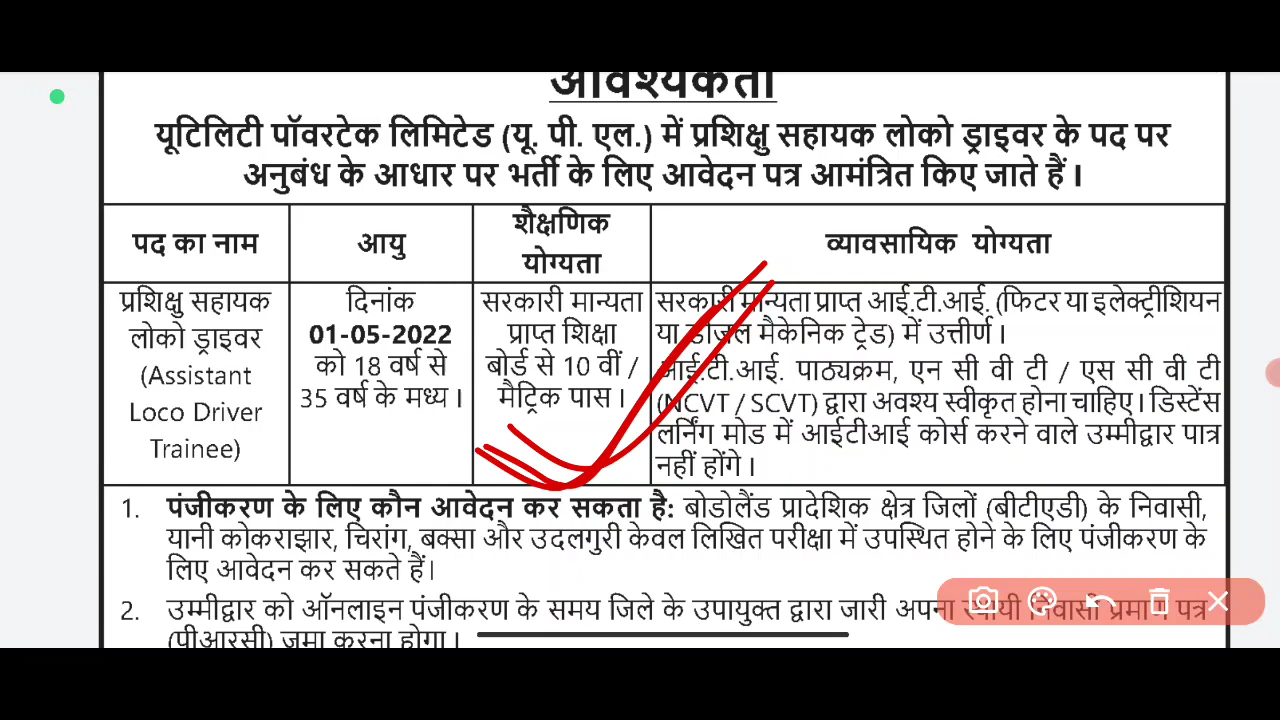 आवश्यकता
यूटिलिटी पॉवरटेक लिमिटेड (यू. पी. एल.) में प्रशिक्षु सहायक लोको ड्राइवर के पद पर
अनुबंध के आधार पर भर्ती के लिए आवेदन पत्र आमंत्रित किए जाते हैं ।
पद का नाम
आयु
शैक्षणिक
योग्यता
व्यावसायिक योग्यता
प्रशिक्षु सहायक
लोको ड्राइवर
(Assistant
Loco Driver
Trainee)
दिनांक
01-05-2022
को 18 वर्ष से
35 वर्ष के मध्य ।
सरकारी मान्यता
प्राप्त शिक्षा
बोर्ड से 10 वीं /
मैट्रिक पास ।
सरकारी मान्यता प्राप्त आई.टी.आई. (फिटर या इलेक्ट्रीशियन
या डीजल मैकेनिक ट्रेड) में उत्तीर्ण ।
आई.टी.आई. पाठ्यक्रम, एन सी वी टी / एस सी वी टी
(NCVT / SCVT) द्वारा अवश्य स्वीकृत होना चाहिए । डिस्टेंस
लर्निंग मोड में आईटीआई कोर्स करने वाले उम्मीद्वार पात्र
नहीं होंगे ।
1. पंजीकरण के लिए कौन आवेदन कर सकता है: बोडोलैंड प्रादेशिक क्षेत्र जिलों (बीटीएडी) के निवासी,
यानी कोकराझार, चिरांग, बक्सा और उदलगुरी केवल लिखित परीक्षा में उपस्थित होने के लिए पंजीकरण के
लिए आवेदन कर सकते हैं।
2. उम्मीद्वार को ऑनलाइन पंजीकरण के समय जिले के उपायुक्त द्वारा जारी अपना स्थायी निवासी प्रमाण पत्र
(पीआरसी) जमा करना होगा ।